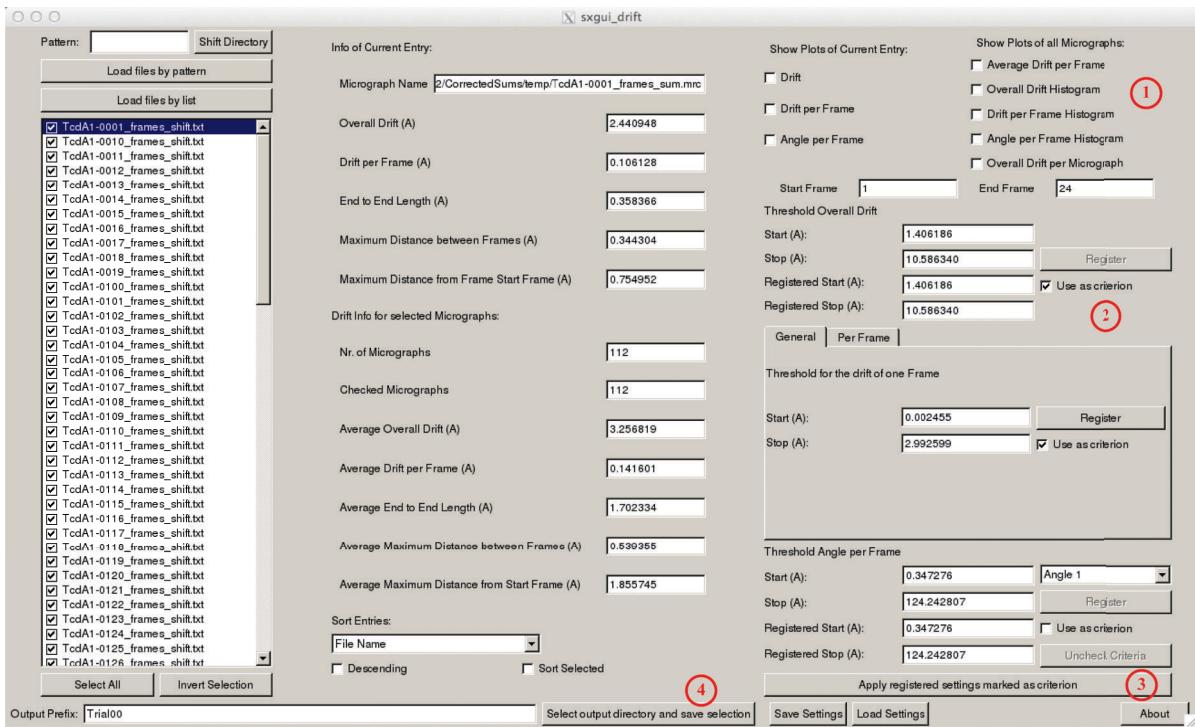 sxgui_drift
Pattern:
Shift Directory
Load files by pattern
Load files by list
TcdA1-0001_frames_shift.txt
TcdA1-0010_frames_shift.txt
TcdA1-0011_frames_shift.txt
TcdA1-0012_frames_shift.txt
TcdA1-0013_frames_shift.txt
TcdA1-0014_frames_shift.txt
TcdA1-0015_frames_shift.txt
TcdA1-0016_frames_shift.txt
TcdA1-0017_frames_shift.txt
TcdA1-0018_frames_shift.txt
TcdA1-0019_frames_shift.txt
TcdA1-0100_frames_shift.txt
TcdA1-0101_frames_shift.txt
TcdA1-0102_frames_shift.txt
TcdA1-0103_frames_shift.txt
TcdA1-0104_frames_shift.txt
TcdA1-0105_frames_shift.txt
TcdA1-0106_frames_shift.txt
TcdA1-0107_frames_shift.txt
TcdA1-0108_frames_shift.txt
TcdA1-0109_frames_shift.txt
TcdA1-0110_frames_shift.txt
TcdA1-0111_frames_shift.txt
TcdA1-0112_frames_shift.txt
TcdA1-0113_frames_shift.txt
TcdA1-0114_frames_shift.txt
TcdA1-0115_frames_shift.txt
TcdA1-0116_frames_shift.txt
TcdA1-0117_frames_shift.txt
TcdA1-0118_frames_shift.txt
TcdA1-0119_frames_shift.txt
TcdA1-0120_frames_shift.txt
TcdA1-0121_frames_shift.txt
TcdA1-0122_frames_shift.txt
TcdA1-0123_frames_shift.txt
TcdA1-0124_frames_shift.txt
TcdA1-0125_frames_shift.txt
TcdA1-0126_frames_shift.txt
Select All
Invert Selection
Info of Current Entry:
Micrograph Name 2/CorrectedSums/temp/TcdA1-0001_frames_sum.mrc
Overall Drift (A) 2.440948
Drift per Frame (A) 0.106128
End to End Length (A) 0.358366
Maximum Distance between Frames (A) 0.344304
Maximum Distance from Frame Start Frame (A) 0.754952
Drift Info for selected Micrographs:
Nr. of Micrographs 112
Checked Micrographs 112
Average Overall Drift (A) 3.256819
Average Drift per Frame (A) 0.141601
Average End to End Length (A) 1.702334
Average Maximum Distance between Frames (A) 0.539355
Average Maximum Distance from Start Frame (A) 1.855745
Sort Entries:
File Name
Descending Sort Selected
Show Plots of Current Entry:
Drift
Drift per Frame
Angle per Frame
Show Plots of all Micrographs:
Average Drift per Frame
Overall Drift Histogram
Drift per Frame Histogram
Angle per Frame Histogram
Overall Drift per Micrograph
1
Start Frame 1 End Frame 24
Threshold Overall Drift
Start (A): 1.406186
Stop (A): 10.586340 Register
Registered Start (A): 1.406186 Use as criterion
Registered Stop (A): 10.586340
2
General Per Frame
Threshold for the drift of one Frame
Start (A): 0.002455 Register
Stop (A): 2.992599 Use as criterion
Threshold Angle per Frame
Start (A): 0.347276 Angle 1
Stop (A): 124.242807 Register
Registered Start (A): 0.347276 Use as criterion
Registered Stop (A): 124.242807 Uncheck Criteria
Apply registered settings marked as criterion
3
4
Output Prefix: Trial00
Select output directory and save selection
Save Settings
Load Settings
About